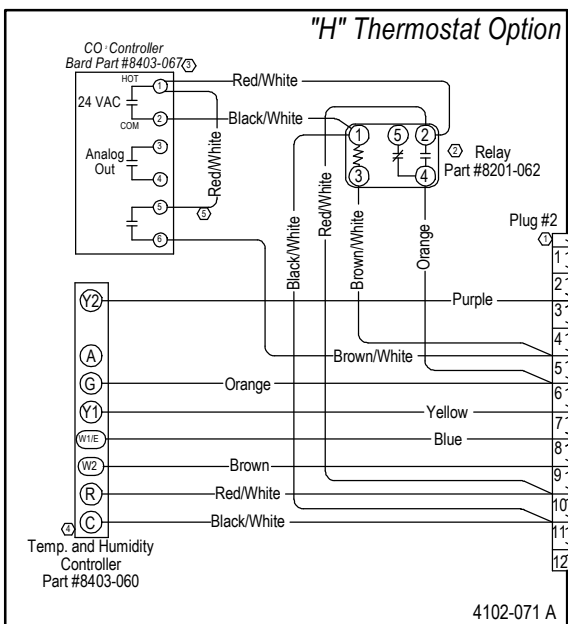 "H" Thermostat Option
CO² Controller
Bard Part #8403-067 3
HOT
1
24 VAC
COM
2
Analog
Out
3
4
5
6
Red/White
Black/White
Red/White
5
1
5
2
3
4
2
Relay
Part #8201-062
Black/White
Red/White
Brown/White
Orange
Plug #2
1
1
2
3
4
5
6
7
8
9
10
11
12
Y2
Purple
A
Brown/White
G
Orange
Y1
Yellow
W1/E
Blue
W2
Brown
R
Red/White
C
Black/White
4
Temp. and Humidity
Controller
Part #8403-060
4102-071 A